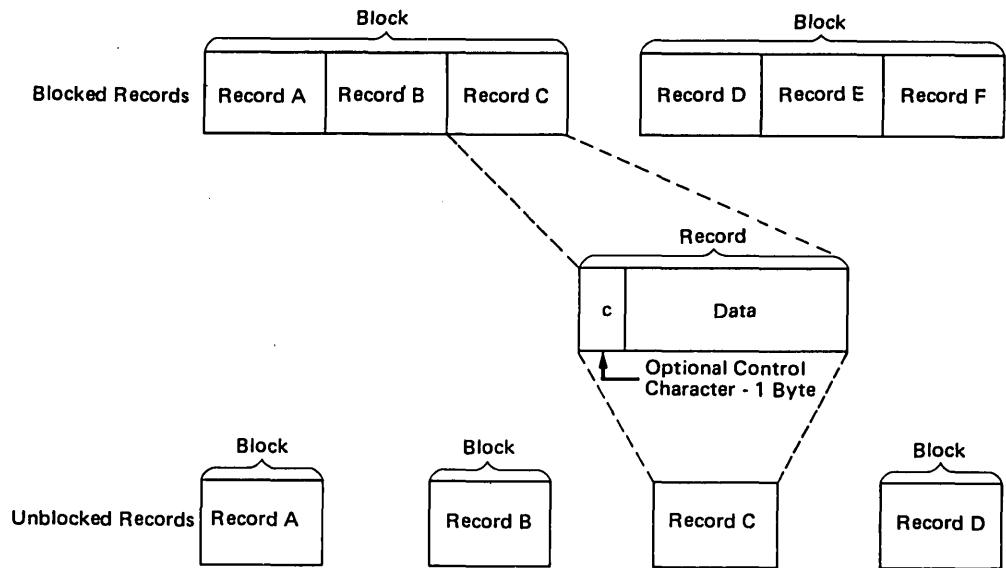 Block
Block
Blocked Records
Record A
Record B
Record C
Record D
Record E
Record F
Record
c
Data
Optional Control
Character - 1 Byte
Block
Block
Block
Unblocked Records
Record A
Record B
Record C
Record D